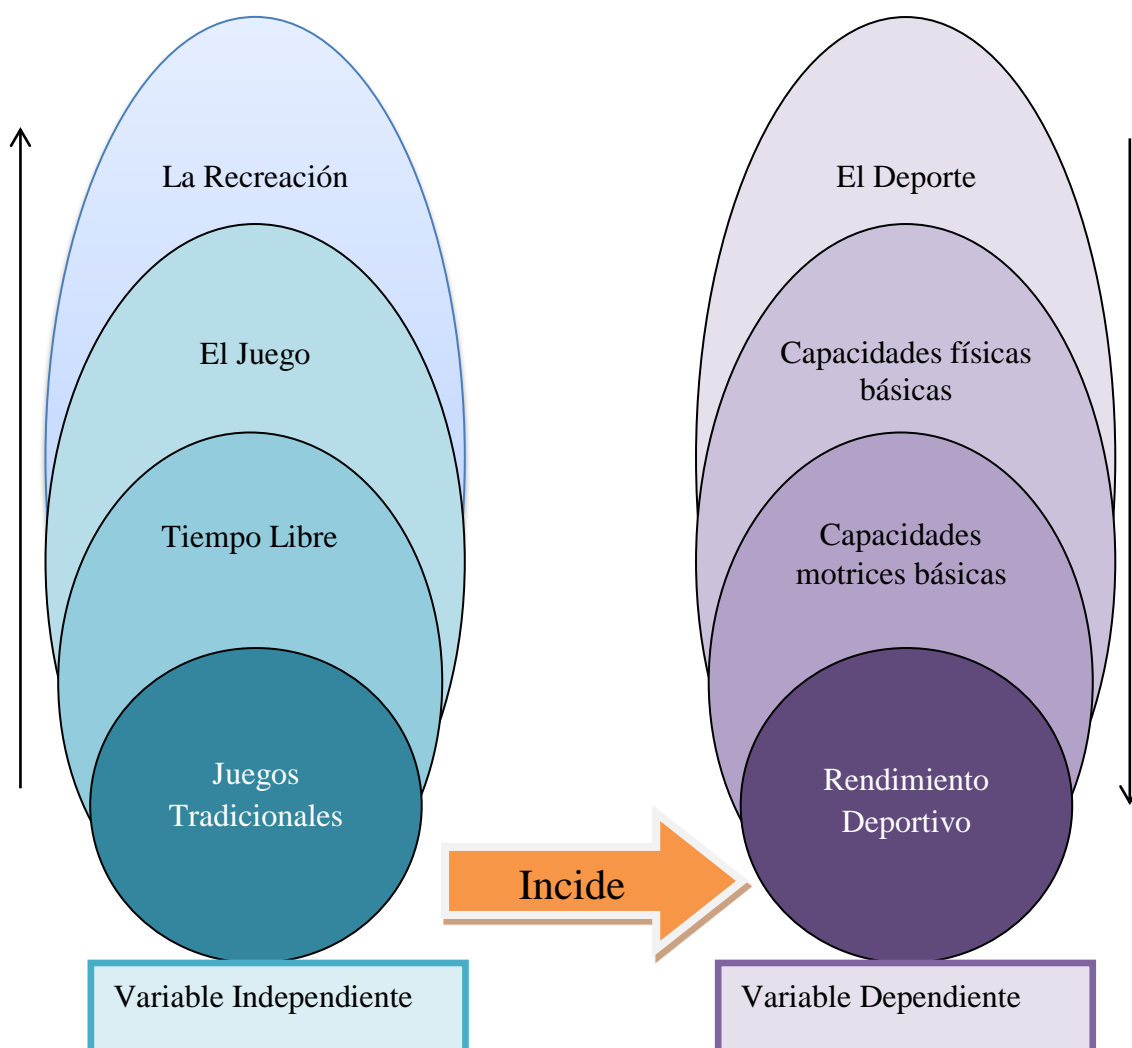 La Recreación
El Juego
Tiempo Libre
Juegos
Tradicionales
Variable Independiente
Incide
El Deporte
Capacidades físicas
básicas
Capacidades
motrices básicas
Rendimiento
Deportivo
Variable Dependiente